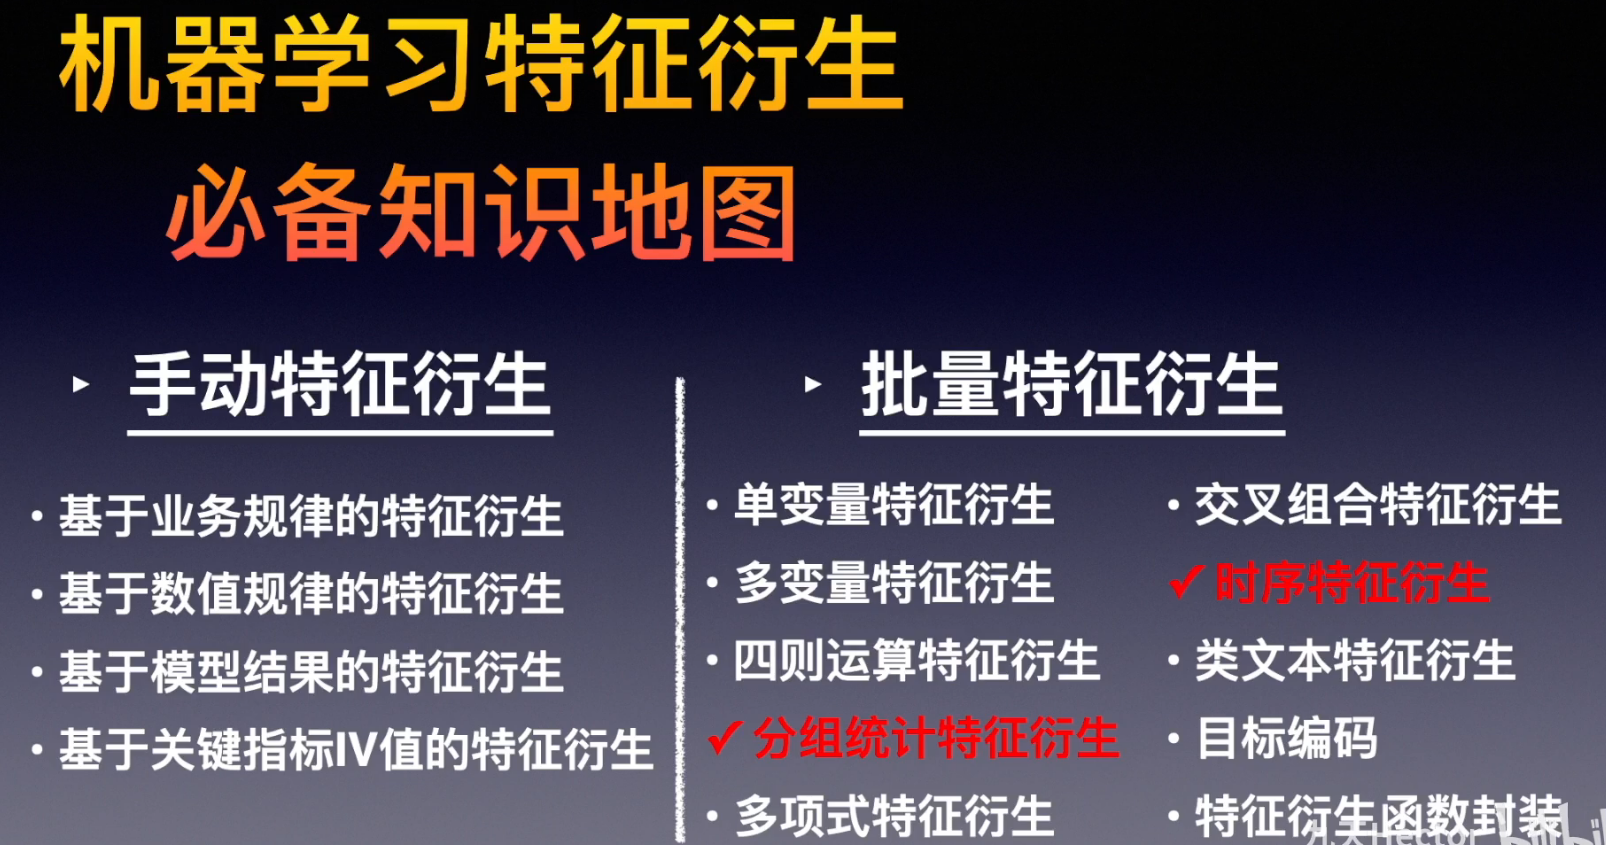 机器学习特征衍生
必备知识地图
手动特征衍生
基于业务规律的特征衍生
基于数值规律的特征衍生
基于模型结果的特征衍生
基于关键指标IV值的特征衍生
批量特征衍生
单变量特征衍生
多变量特征衍生
四则运算特征衍生
✓分组统计特征衍生
多项式特征衍生
交叉组合特征衍生
✓时序特征衍生
类文本特征衍生
目标编码
特征衍生函数封装
九天Hector